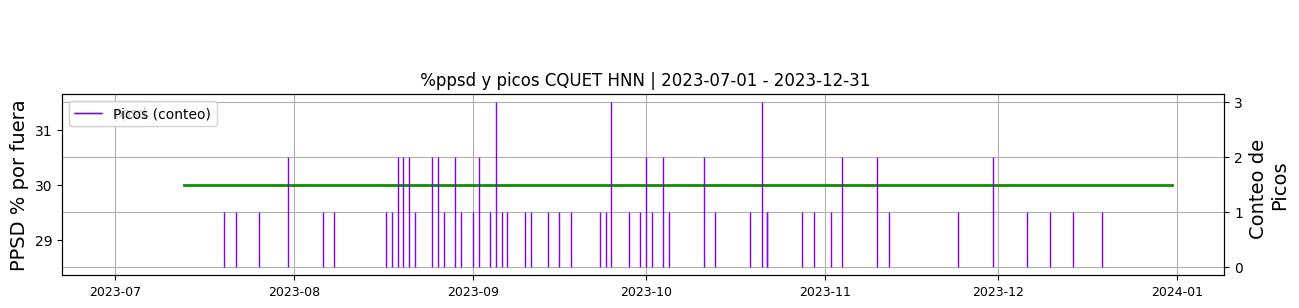 %ppsd y picos CQUET HNN | 2023-07-01 - 2023-12-31
Picos (conteo)
PPSD % por fuera
31
30
29
3
2
1
0
Conteo de
Picos
2023-07
2023-08
2023-09
2023-10
2023-11
2023-12
2024-01